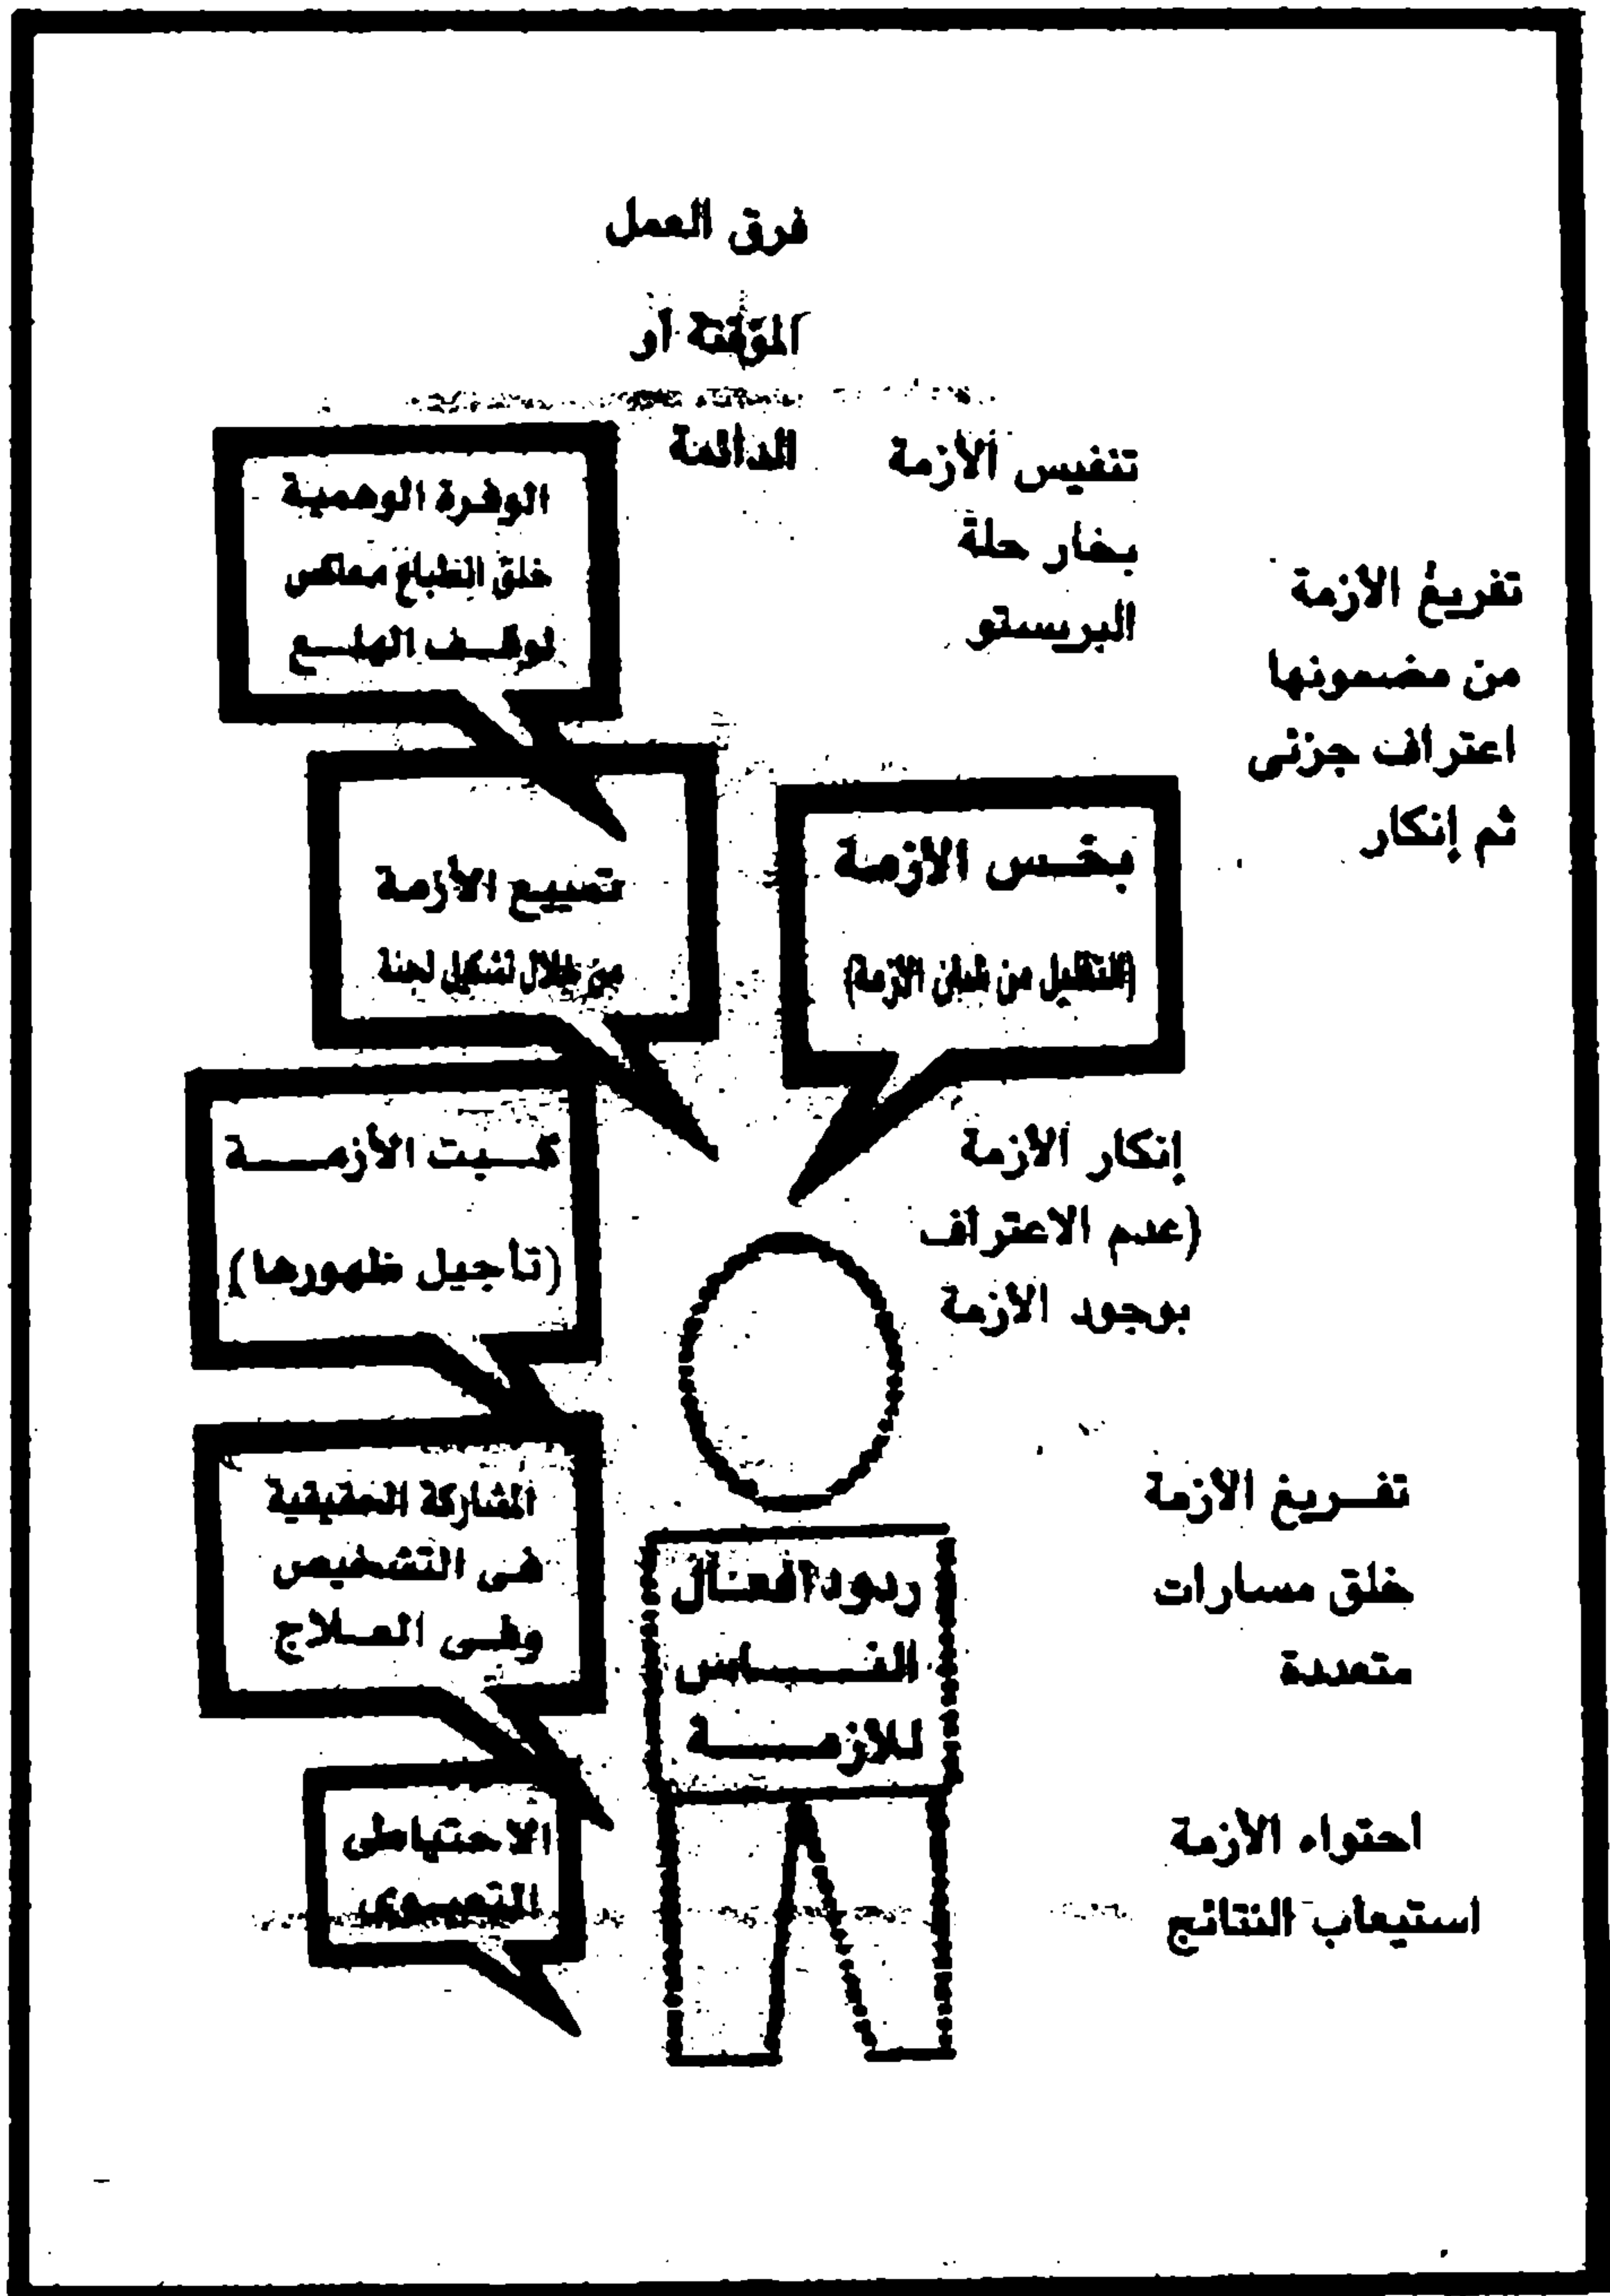 فرق العمل
المؤقتة أو
الدائمة
تنفيس الأزمة
بخار حلة
البريستو
تفريغ الأزمة
من مضمونها
اعتراف جزئى
ثم إنكار
الوفرة الوهمية
خلق انطباع معاكس
لوقف الهلع
بخس الأزمة
(التقليل من شأن الأزمة)
تمييع الأزمة
من خلال تشكيل لجنة
إنكار الأزمة
(عدم الاعتراف
بوجود الأزمة
كبت الأزمة
(تأجيل ظهورها)
تفريغ الأزمة
خلق مسارات
متعددة
المشاركة الحقيقية
فى التشخيص
وفى العلاج
ردود افعال
الناس
للازمة
احتواء الأزمة
استيعاب النتائج
الاحتياطى
التعبوى